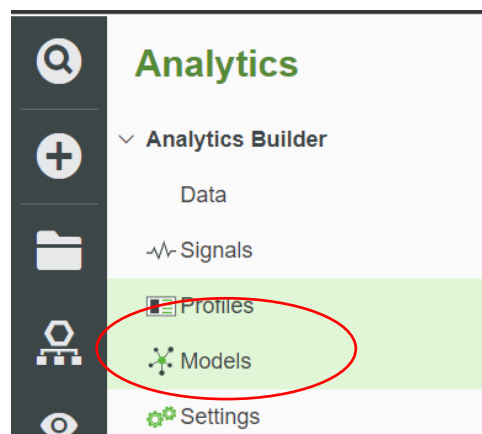 Analytics
Analytics Builder
Data
Signals
Profiles
Models
Settings